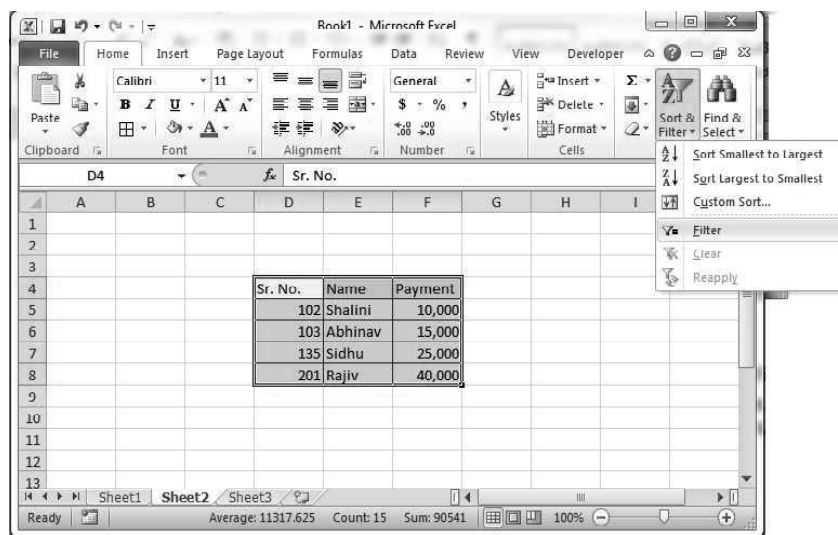 Book1 - Microsoft Excel
File Home Insert Page Layout Formulas Data Review View Developer
Calibri 11 General Insert
B I U A A $ % , Delete
Paste Styles Format Sort & Filter Find & Select
Clipboard Font Alignment Number Cells
Sort Smallest to Largest
Sort Largest to Smallest
Custom Sort...
Filter
Clear
Reapply
D4 fx Sr. No.
A B C D E F G H I
1
2
3
4 Sr. No. Name Payment
5 102 Shalini 10,000
6 103 Abhinav 15,000
7 135 Sidhu 25,000
8 201 Rajiv 40,000
9
10
11
12
13
Sheet1 Sheet2 Sheet3
Ready Average: 11317.625 Count: 15 Sum: 90541 100%